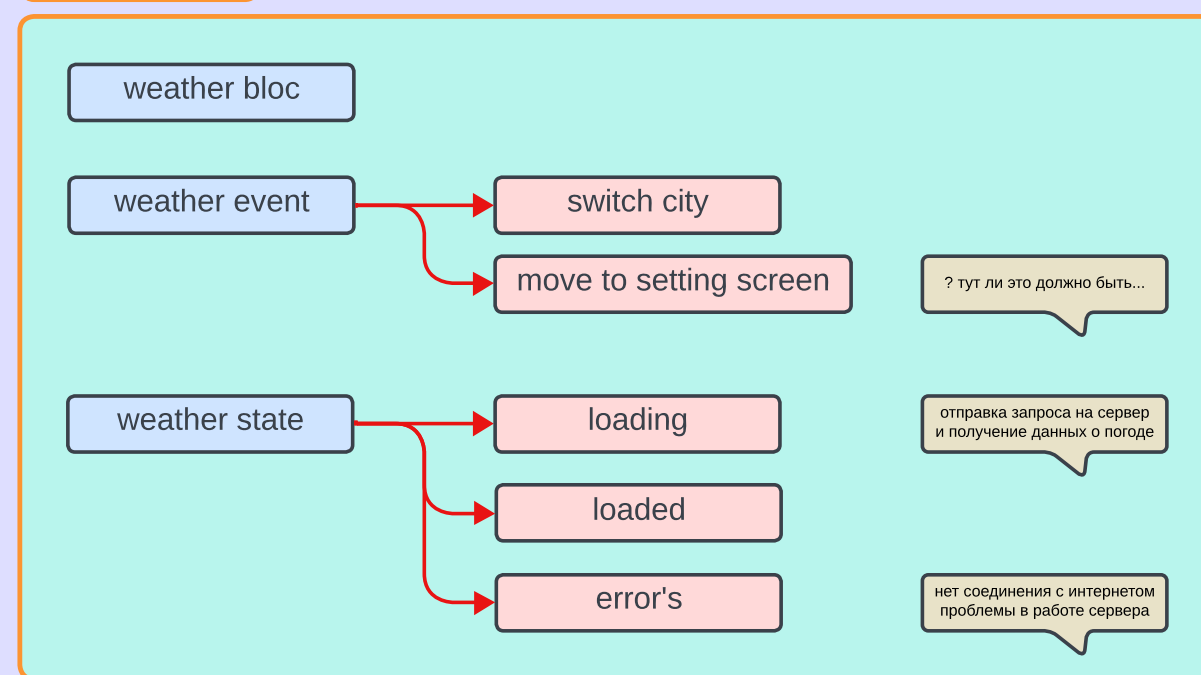 weather bloc
weather event
switch city
move to setting screen
? тут ли это должно быть...
weather state
loading
отправка запроса на сервер
и получение данных о погоде
loaded
error's
нет соединения с интернетом
проблемы в работе сервера